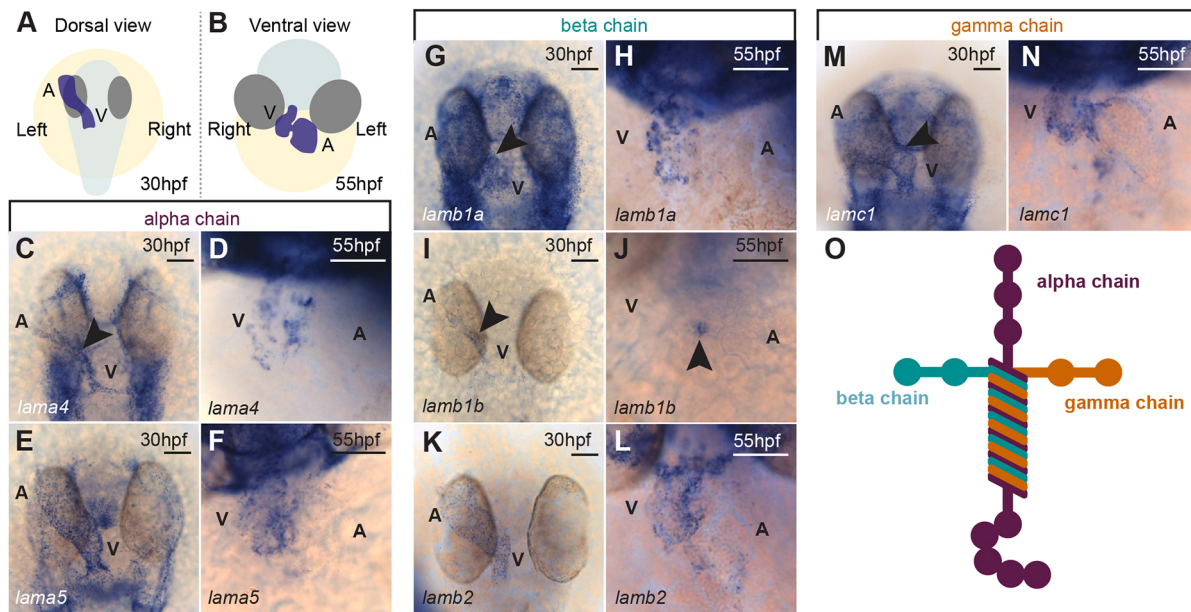 A
Dorsal view
A
V
Left
Right
30hpf
B
Ventral view
V
Right
Left
A
55hpf
alpha chain
C
30hpf
A
V
lama4
D
55hpf
V
A
lama4
E
30hpf
A
V
lama5
F
55hpf
V
A
lama5
beta chain
G
30hpf
A
V
lamb1a
H
55hpf
V
A
lamb1a
I
30hpf
A
V
lamb1b
J
55hpf
V
A
lamb1b
K
30hpf
A
V
lamb2
L
55hpf
V
A
lamb2
gamma chain
M
30hpf
A
V
lamc1
N
55hpf
V
A
lamc1
O
alpha chain
beta chain
gamma chain